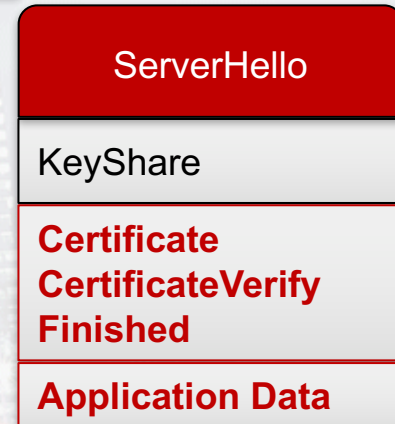 ServerHello
KeyShare
Certificate
CertificateVerify
Finished
Application Data